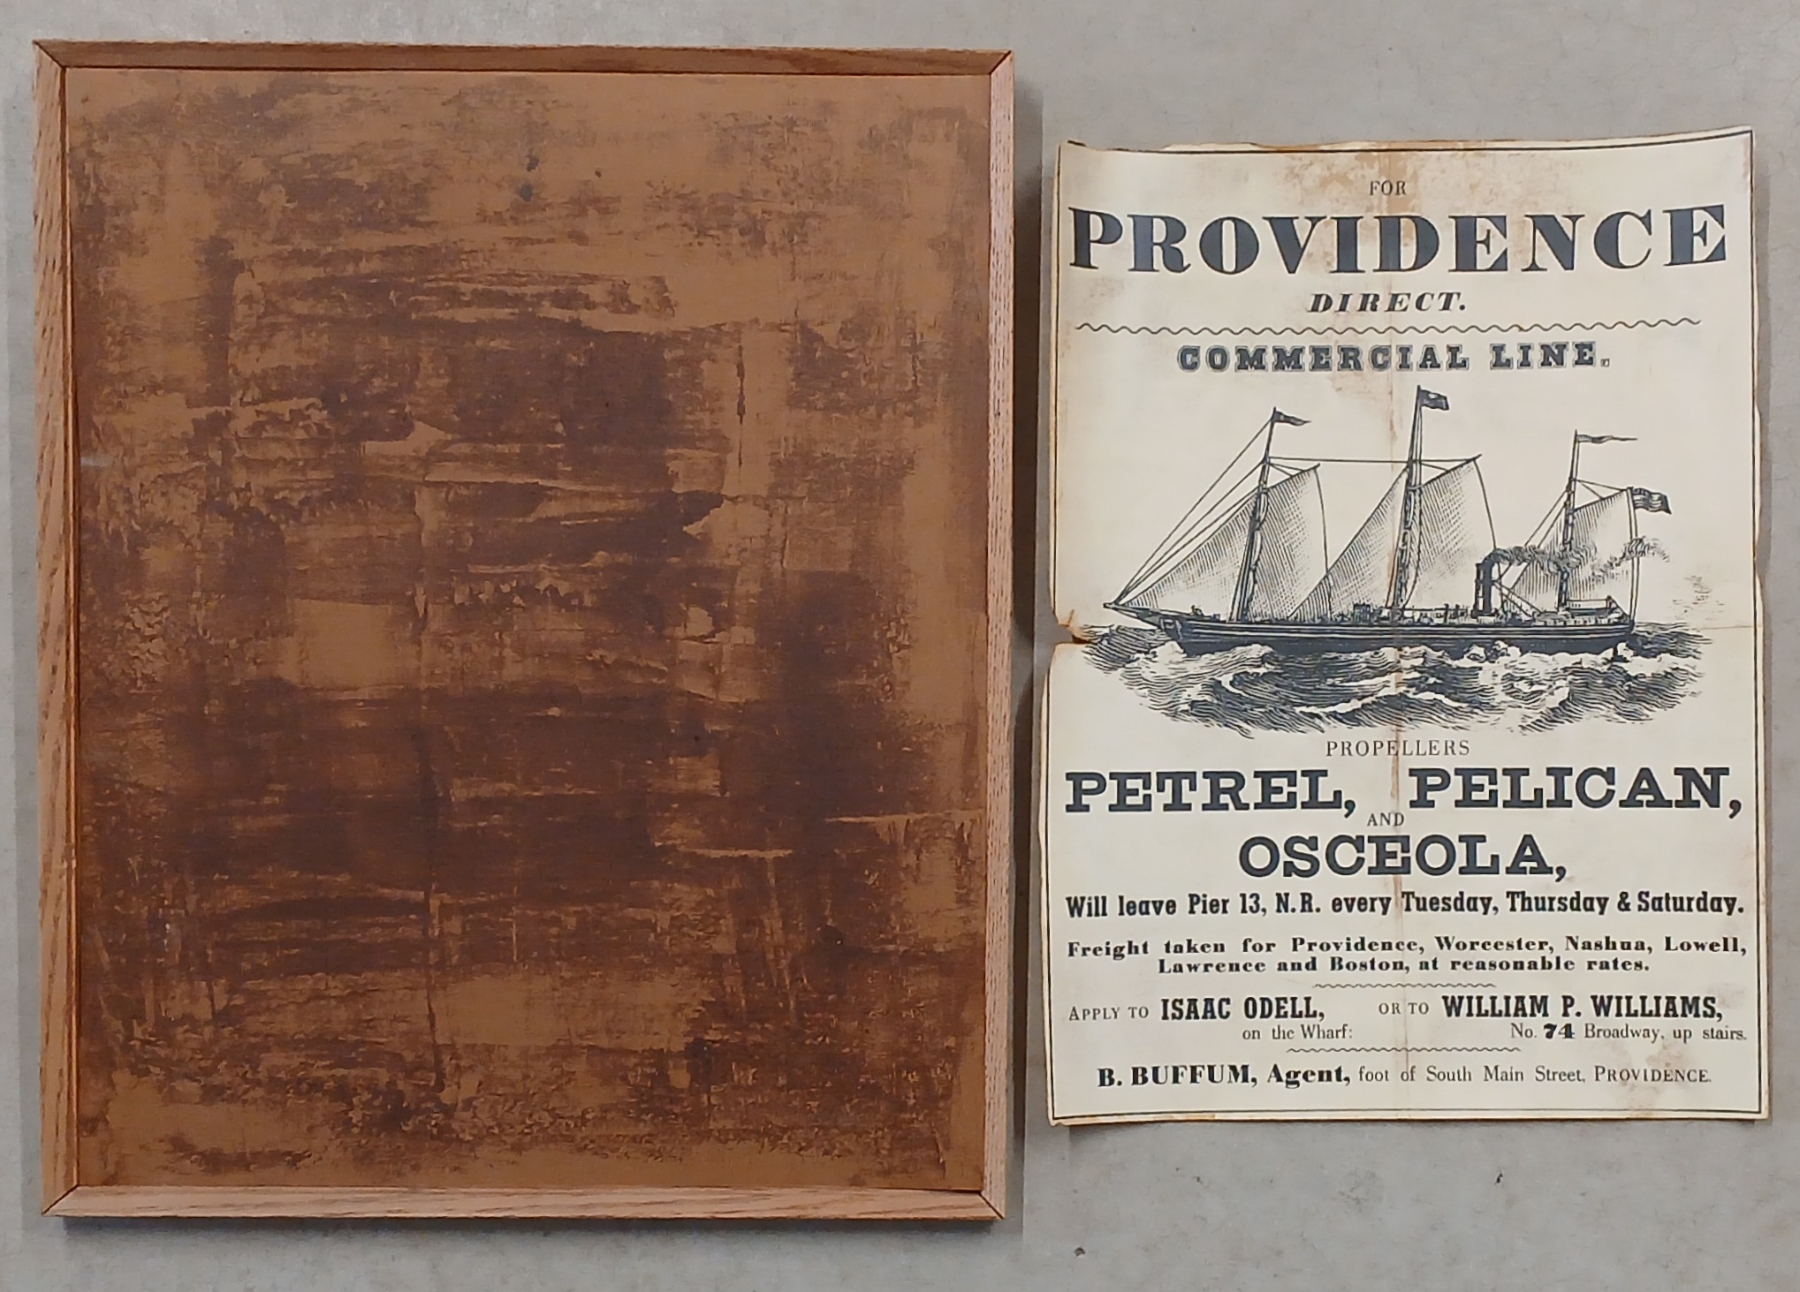 FOR
PROVIDENCE
DIRECT.
COMMERCIAL LINE.
PROPELLERS
PETREL, PELICAN,
AND
OSCEOLA,
Will leave Pier 13, N.R. every Tuesday, Thursday & Saturday.
Freight taken for Providence, Worcester, Nashua, Lowell,
Lawrence and Boston, at reasonable rates.
APPLY TO ISAAC ODELL, OR TO WILLIAM P. WILLIAMS,
on the Wharf: No. 74 Broadway, up stairs.
B. BUFFUM, Agent, foot of South Main Street, PROVIDENCE.